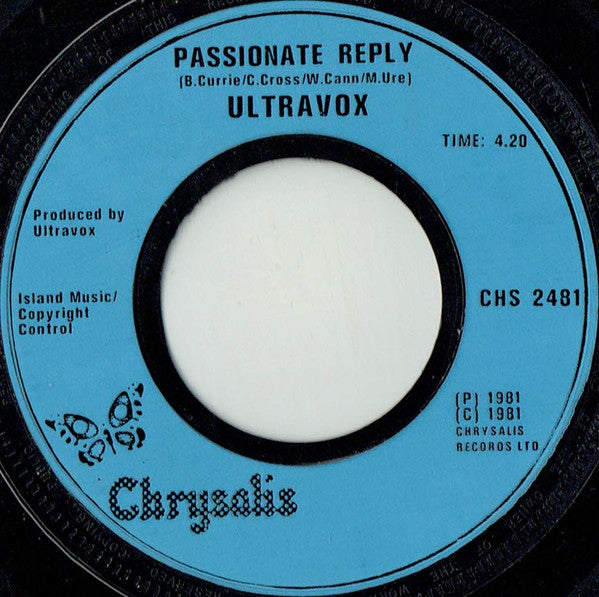 PASSIONATE REPLY
(B.Currie/C.Cross/W.Cann/M.Ure)
ULTRAVOX
TIME: 4.20
Produced by
Ultravox
Island Music/
Copyright
Control
CHS 2481
(P) 1981
(C) 1981
CHRYSALIS
RECORDS LTD
Chrysalis